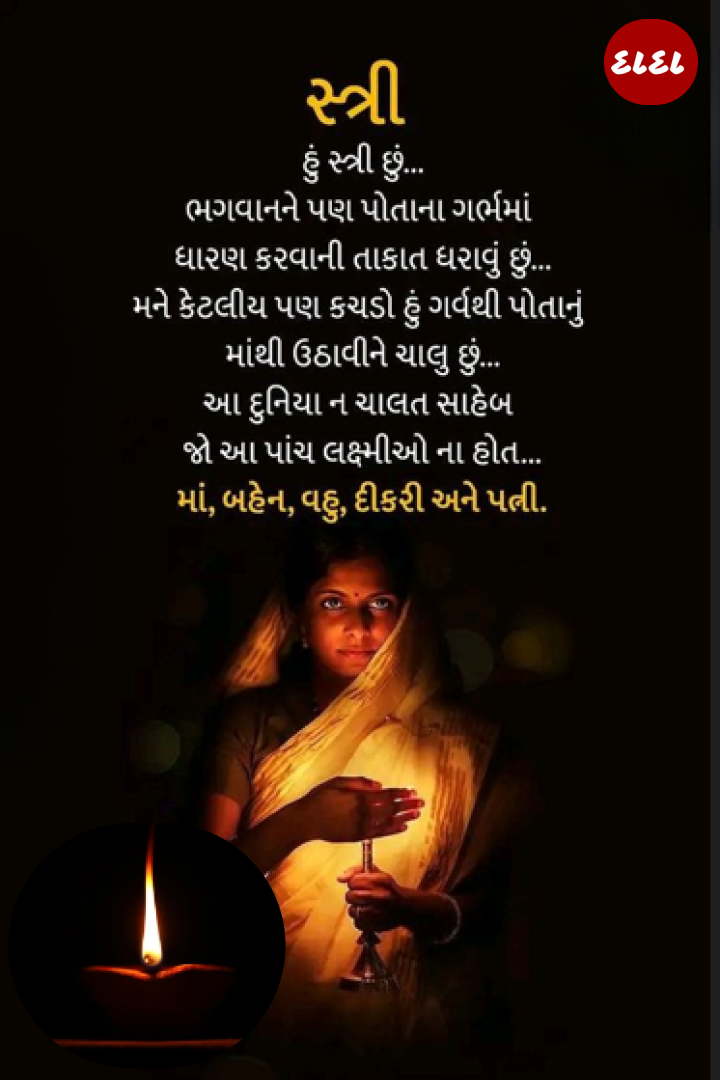 દાદા
સ્ત્રી
હું સ્ત્રી છું...
ભગવાનને પણ પોતાના ગર્ભમાં
ધારણ કરવાની તાકાત ધરાવું છું...
મને કેટલીય પણ કચડો હું ગર્વથી પોતાનું
માંથી ઉઠાવીને ચાલુ છું...
આ દુનિયા ન ચાલત સાહેબ
જો આ પાંચ લક્ષ્મીઓ ના હોત...
માં, બહેન, વહુ, દીકરી અને પત્ની.